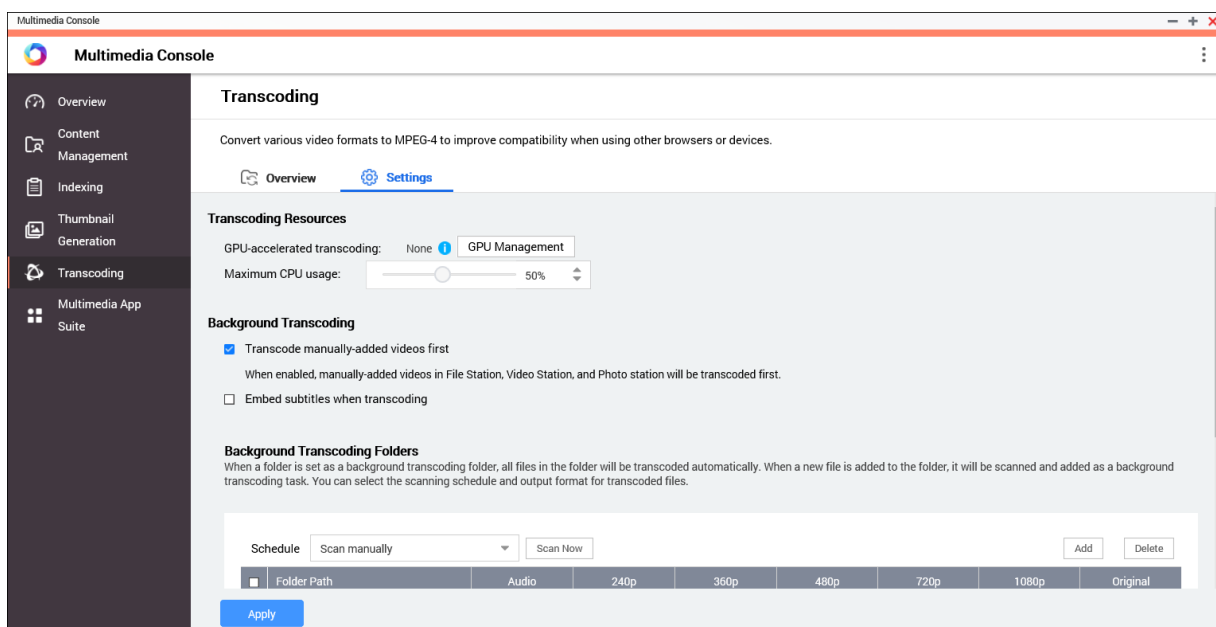 Multimedia Console
Multimedia Console
Overview
Content
Management
Indexing
Thumbnail
Generation
Transcoding
Multimedia App
Suite
Transcoding
Convert various video formats to MPEG-4 to improve compatibility when using other browsers or devices.
Overview Settings
Transcoding Resources
GPU-accelerated transcoding: None GPU Management
Maximum CPU usage: 50%
Background Transcoding
Transcode manually-added videos first
When enabled, manually-added videos in File Station, Video Station, and Photo station will be transcoded first.
Embed subtitles when transcoding
Background Transcoding Folders
When a folder is set as a background transcoding folder, all files in the folder will be transcoded automatically. When a new file is added to the folder, it will be scanned and added as a background
transcoding task. You can select the scanning schedule and output format for transcoded files.
Schedule Scan manually Scan Now Add Delete
Folder Path Audio 240p 360p 480p 720p 1080p Original
Apply